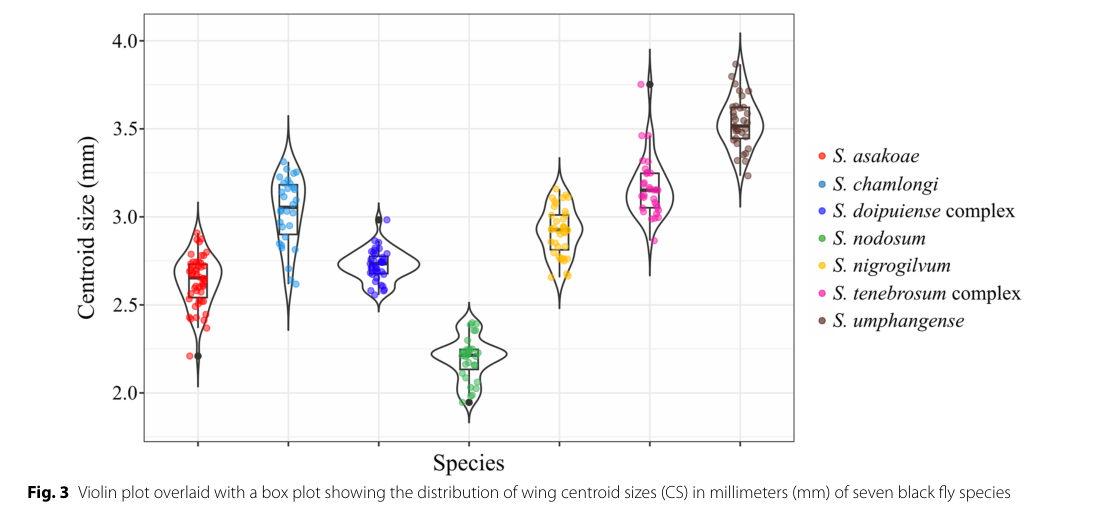 4.0
3.5
3.0
2.5
2.0
Centroid size (mm)
Species
S. asakoae
S. chamlongi
S. doipuiense complex
S. nodosum
S. nigrogilvum
S. tenebrosum complex
S. umphangense
Fig. 3 Violin plot overlaid with a box plot showing the distribution of wing centroid sizes (CS) in millimeters (mm) of seven black fly species